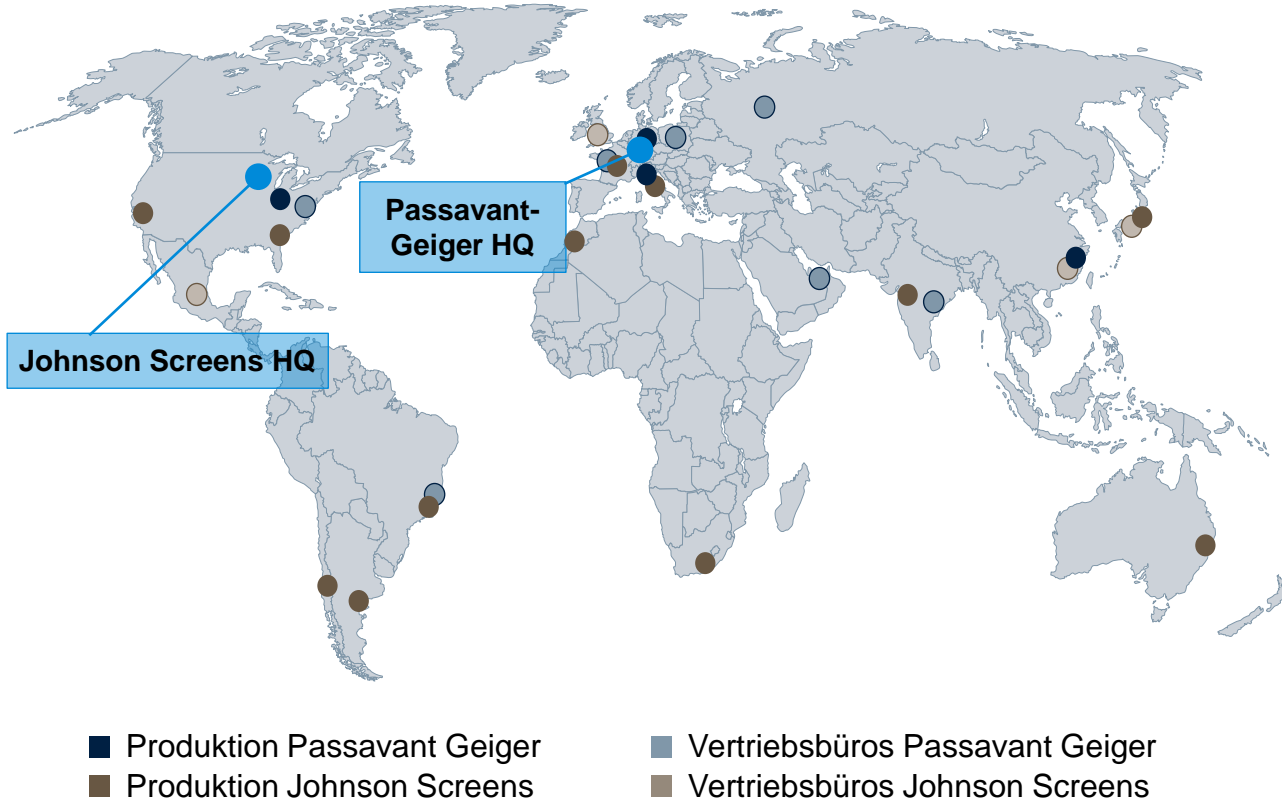 Passavant-
Geiger HQ
Johnson Screens HQ
Produktion Passavant Geiger
Vertriebsbüros Passavant Geiger
Produktion Johnson Screens
Vertriebsbüros Johnson Screens